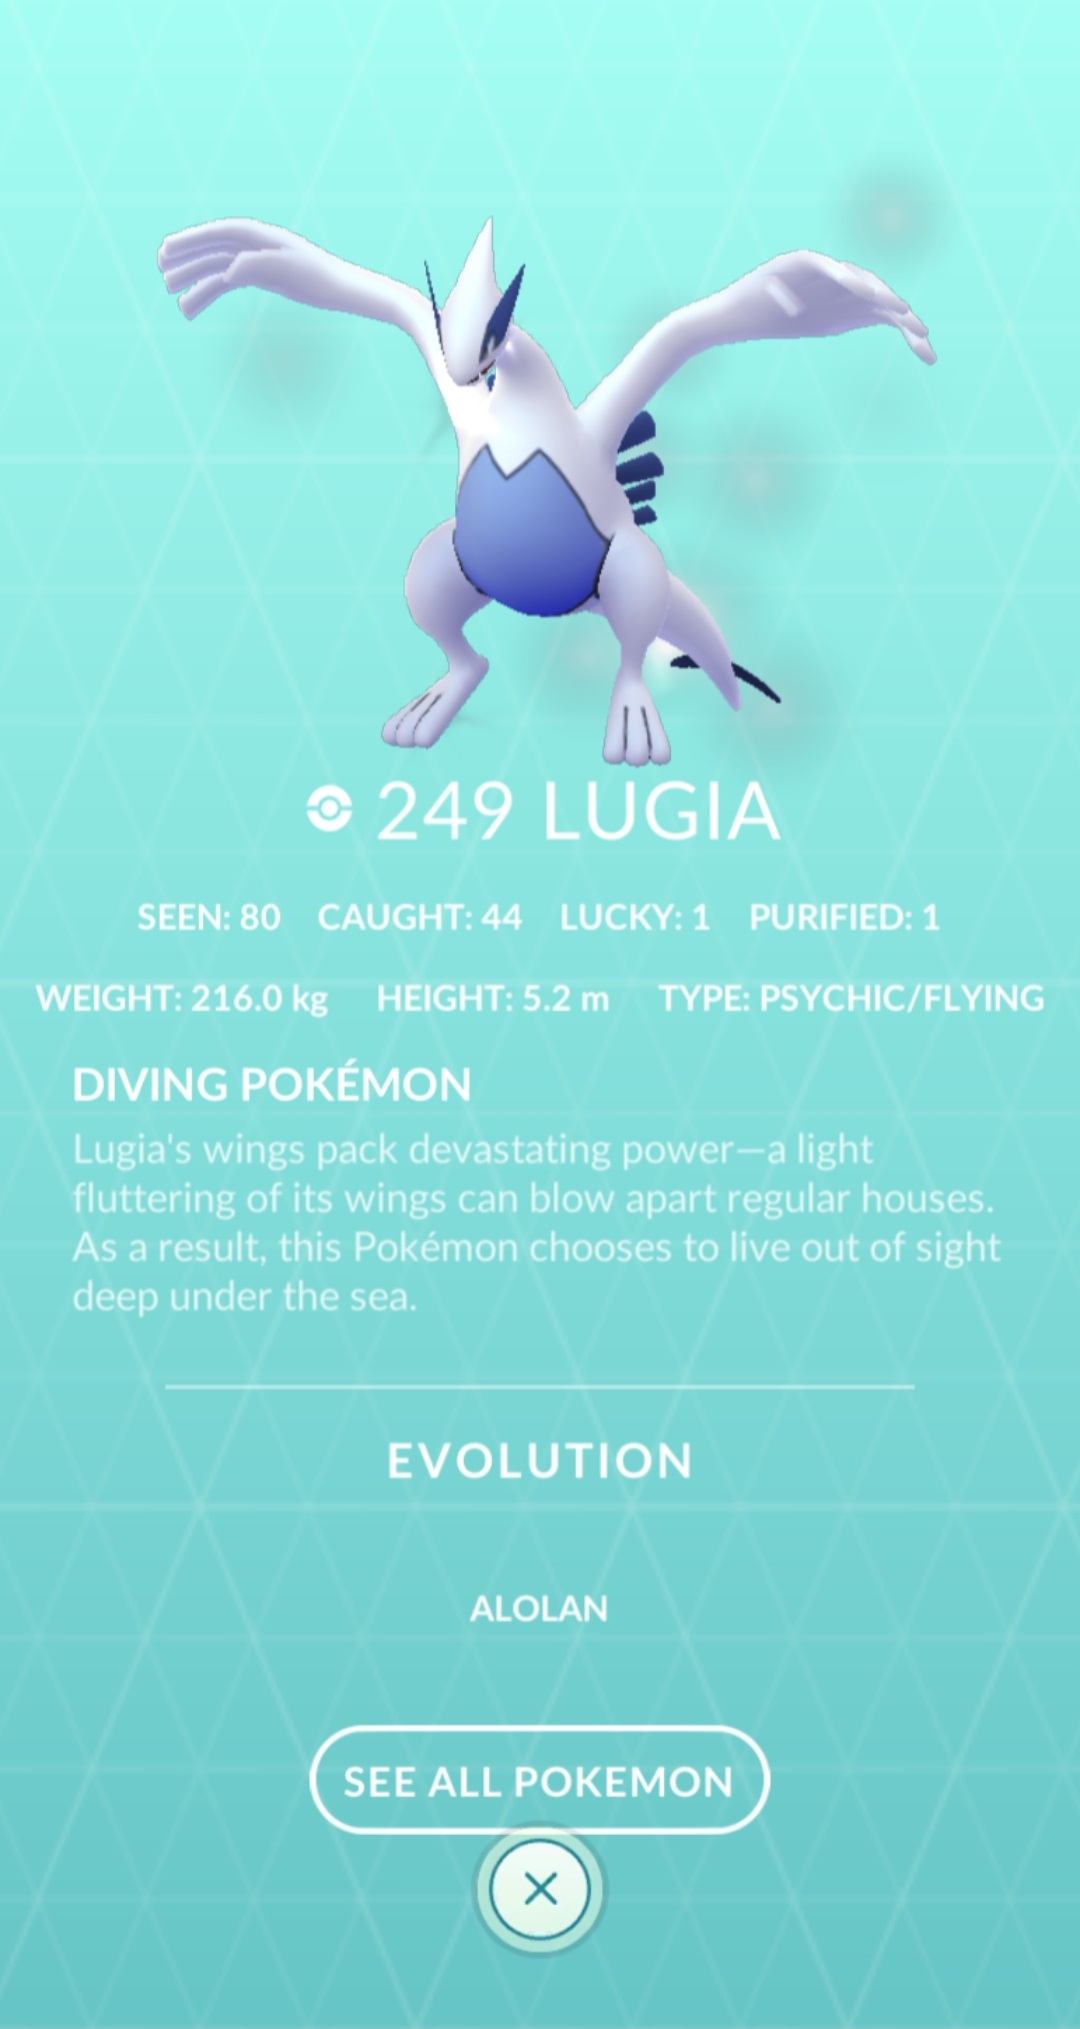 249 LUGIA
SEEN: 80 CAUGHT: 44 LUCKY: 1 PURIFIED: 1
WEIGHT: 216.0 kg HEIGHT: 5.2 m TYPE: PSYCHIC/FLYING
DIVING POKÉMON
Lugia's wings pack devastating power—a light
fluttering of its wings can blow apart regular houses.
As a result, this Pokémon chooses to live out of sight
deep under the sea.
EVOLUTION
ALOLAN
SEE ALL POKEMON